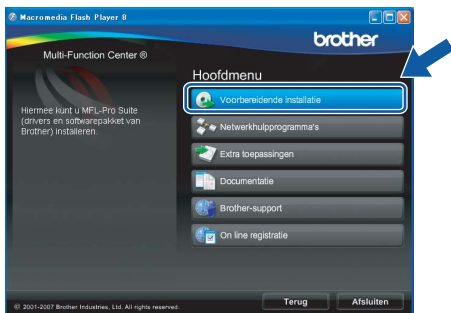 Macromedia Flash Player 8
brother
Multi-Function Center ®
Hoofdmenu
Hiermee kunt u MFL-Pro Suite
(drivers en softwarepakket van
Brother) installeren.
Voorbereidende installatie
Netwerkhulpprogramma's
Extra toepassingen
Documentatie
Brother-support
On line registratie
© 2001-2007 Brother Industries, Ltd. All rights reserved.
Terug
Afsluiten